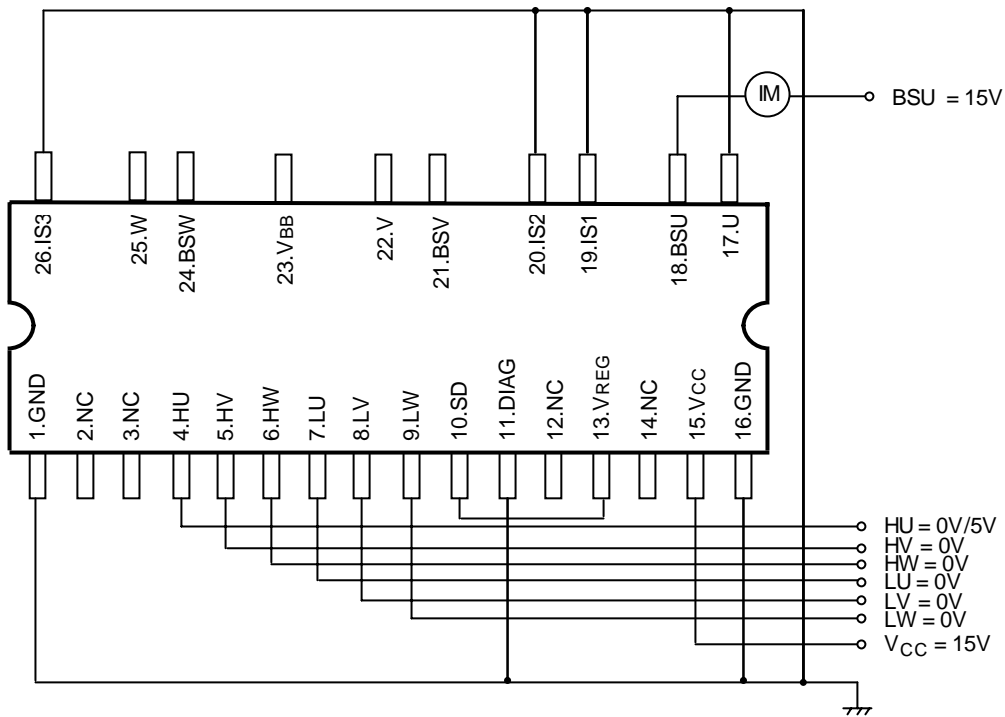 IM
BSU = 15V
26.IS3
25.W
24.BSW
23.VBB
22.V
21.BSV
20.IS2
19.IS1
18.BSU
17.U
1.GND
2.NC
3.NC
4.HU
5.HV
6.HW
7.LU
8.LV
9.LW
10.SD
11.DIAG
12.NC
13.VREG
14.NC
15.VCC
16.GND
HU = 0V/5V
HV = 0V
HW = 0V
LU = 0V
LV = 0V
LW = 0V
VCC = 15V